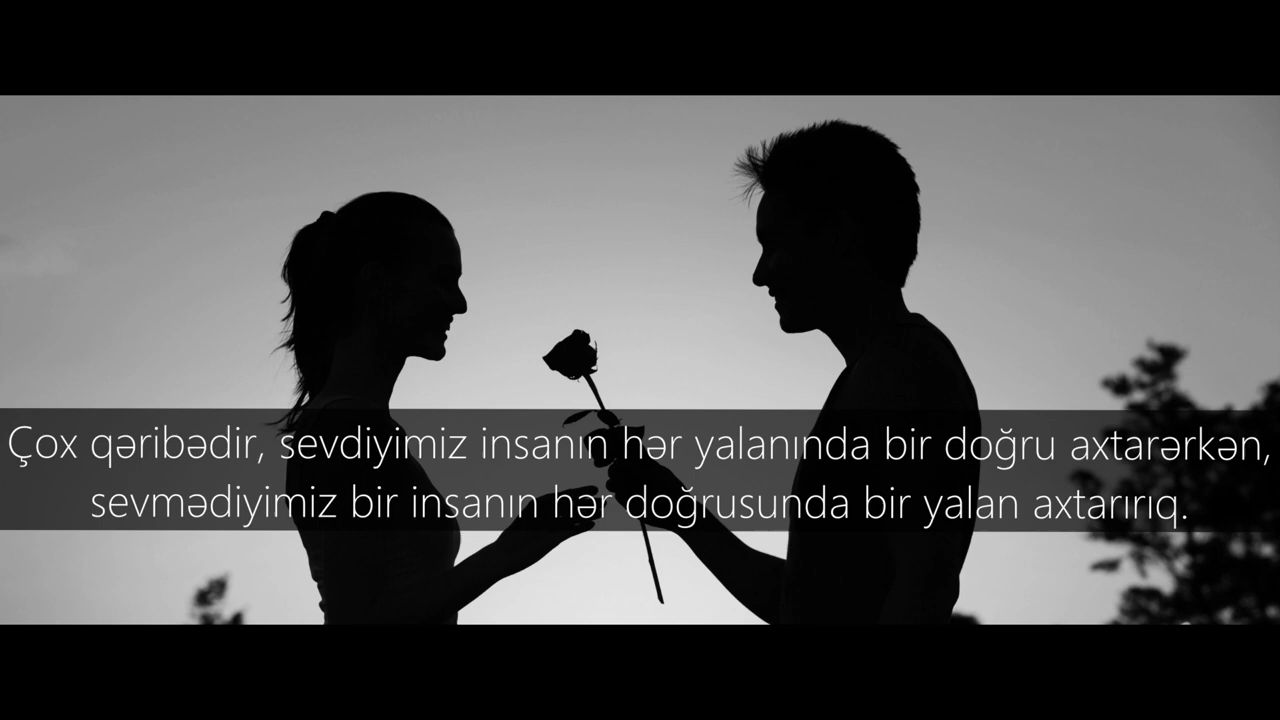 Çox qəribədir, sevdiyimiz insanın hər yalanında bir doğru axtarərkən,
sevmədiyimiz bir insanın hər doğrusunda bir yalan axtarırıq.